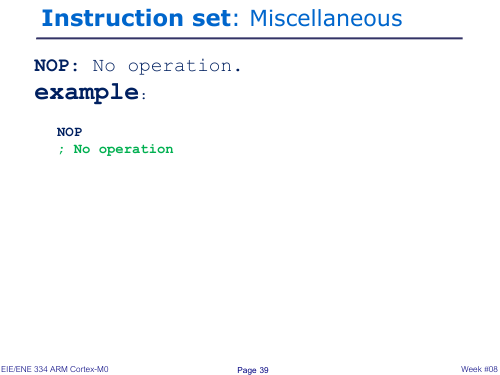 Instruction set: Miscellaneous
NOP: No operation.
example:
NOP
; No operation
EIE/ENE 334 ARM Cortex-M0 Page 39 Week #08